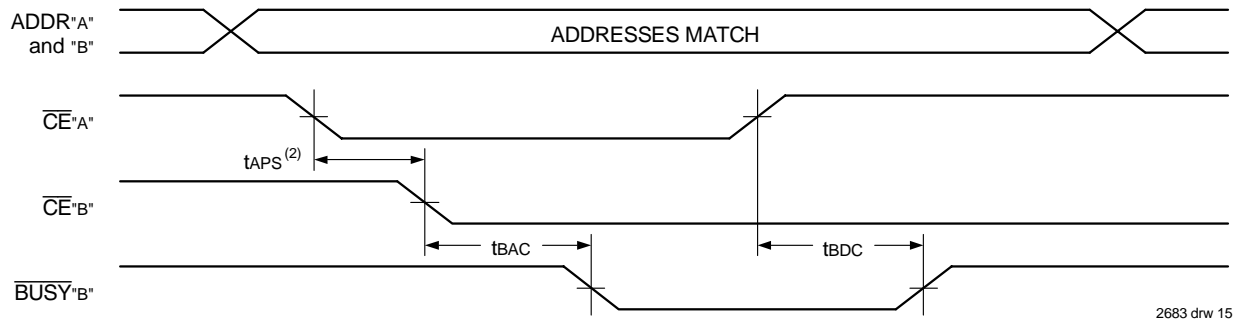 ADDR"A"
and "B"
ADDRESSES MATCH
CE"A"
tAPS (2)
CE"B"
tBAC
tBDC
BUSY"B"
2683 drw 15